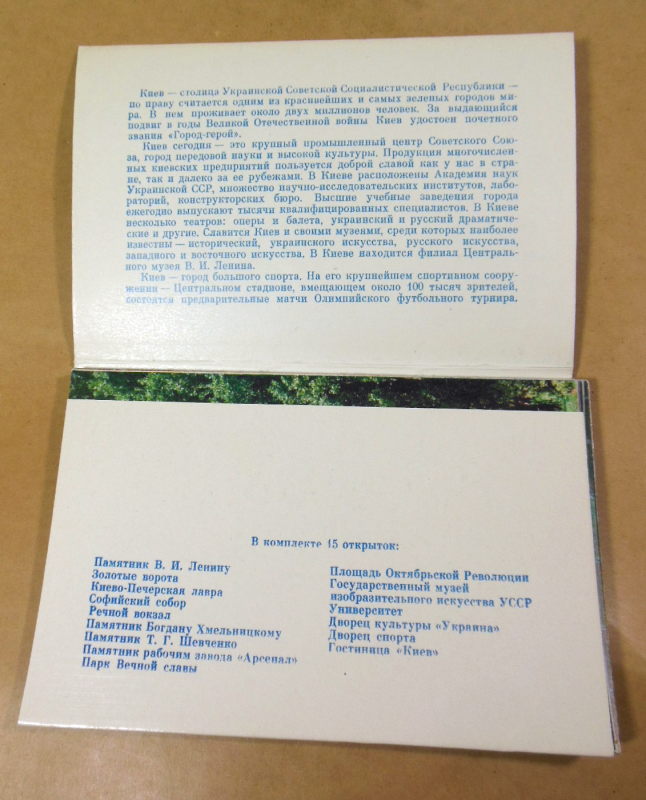 Киев — столица Украинской Советской Социалистической Республики —
по праву считается одним из красивейших и самых зеленых городов ми-
ра. В нем проживает около двух миллионов человек. За выдающийся
подвиг в годы Великой Отечественной войны Киев удостоен почетного
звания «Город-герой».
Киев сегодня — это крупный промышленный центр Советского Сою-
за, город передовой науки и высокой культуры. Продукция многочислен-
ных киевских предприятий пользуется доброй славой как у нас в стра-
не, так и далеко за ее рубежами. В Киеве расположены Академия наук
Украинской ССР, множество научно-исследовательских институтов, лабо-
раторий, конструкторских бюро. Высшие учебные заведения города
ежегодно выпускают тысячи квалифицированных специалистов. В Киеве
несколько театров: оперы и балета, украинский и русский драматиче-
ские и другие. Славится Киев и своими музеями, среди которых наиболее
известны — исторический, украинского искусства, русского искусства,
западного и восточного искусства. В Киеве находится филиал Централь-
ного музея В. И. Ленина.
Киев — город большого спорта. На его крупнейшем спортивном соору-
жении — Центральном стадионе, вмещающем около 100 тысяч зрителей,
состоятся предварительные матчи Олимпийского футбольного турнира.
В комплекте 15 открыток:
Памятник В. И. Ленину
Золотые ворота
Киево-Печерская лавра
Софийский собор
Речной вокзал
Памятник Богдану Хмельницкому
Памятник Т. Г. Шевченко
Памятник рабочим завода «Арсенал»
Парк Вечной славы
Площадь Октябрьской Революции
Государственный музей
изобразительного искусства УССР
Университет
Дворец культуры «Украина»
Дворец спорта
Гостиница «Киев»